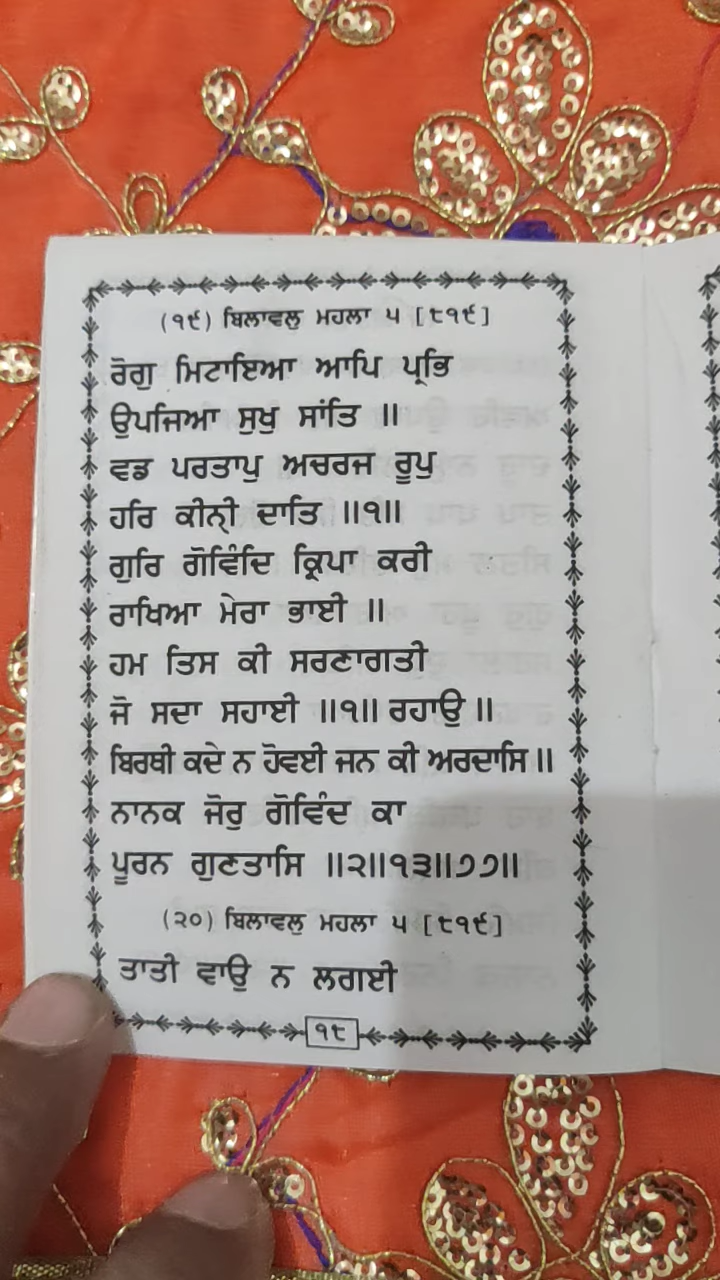 (੧੯) ਬਿਲਾਵਲੁ ਮਹਲਾ ੫ [੮੧੯]
ਰੋਗੁ ਮਿਟਾਇਆ ਆਪਿ ਪ੍ਰਭਿ
ਉਪਜਿਆ ਸੁਖੁ ਸਾਂਤਿ ॥
ਵਡ ਪਰਤਾਪੁ ਅਚਰਜ ਰੂਪੁ
ਹਰਿ ਕੀਨ੍ਹੀ ਦਾਤਿ ॥੧॥
ਗੁਰਿ ਗੋਵਿੰਦਿ ਕ੍ਰਿਪਾ ਕਰੀ
ਰਾਖਿਆ ਮੇਰਾ ਭਾਈ ॥
ਹਮ ਤਿਸ ਕੀ ਸਰਣਾਗਤੀ
ਜੋ ਸਦਾ ਸਹਾਈ ॥੧॥ ਰਹਾਉ ॥
ਬਿਰਥੀ ਕਦੇ ਨ ਹੋਵਈ ਜਨ ਕੀ ਅਰਦਾਸਿ ॥
ਨਾਨਕ ਜੋਰੁ ਗੋਵਿੰਦ ਕਾ
ਪੂਰਨ ਗੁਣਤਾਸਿ ॥੨॥੧੩॥੭੭॥
(੨੦) ਬਿਲਾਵਲੁ ਮਹਲਾ ੫ [੮੧੯]
ਤਾਤੀ ਵਾਉ ਨ ਲਗਈ
੧੮